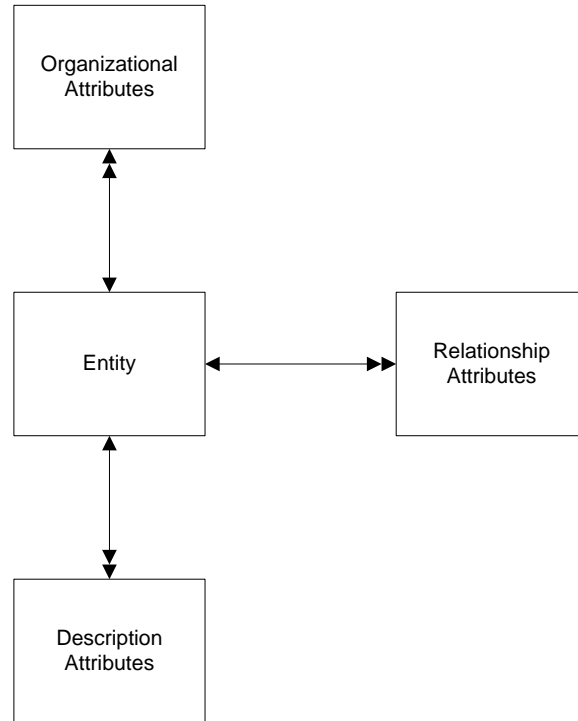 Organizational
Attributes
Entity
Relationship
Attributes
Description
Attributes